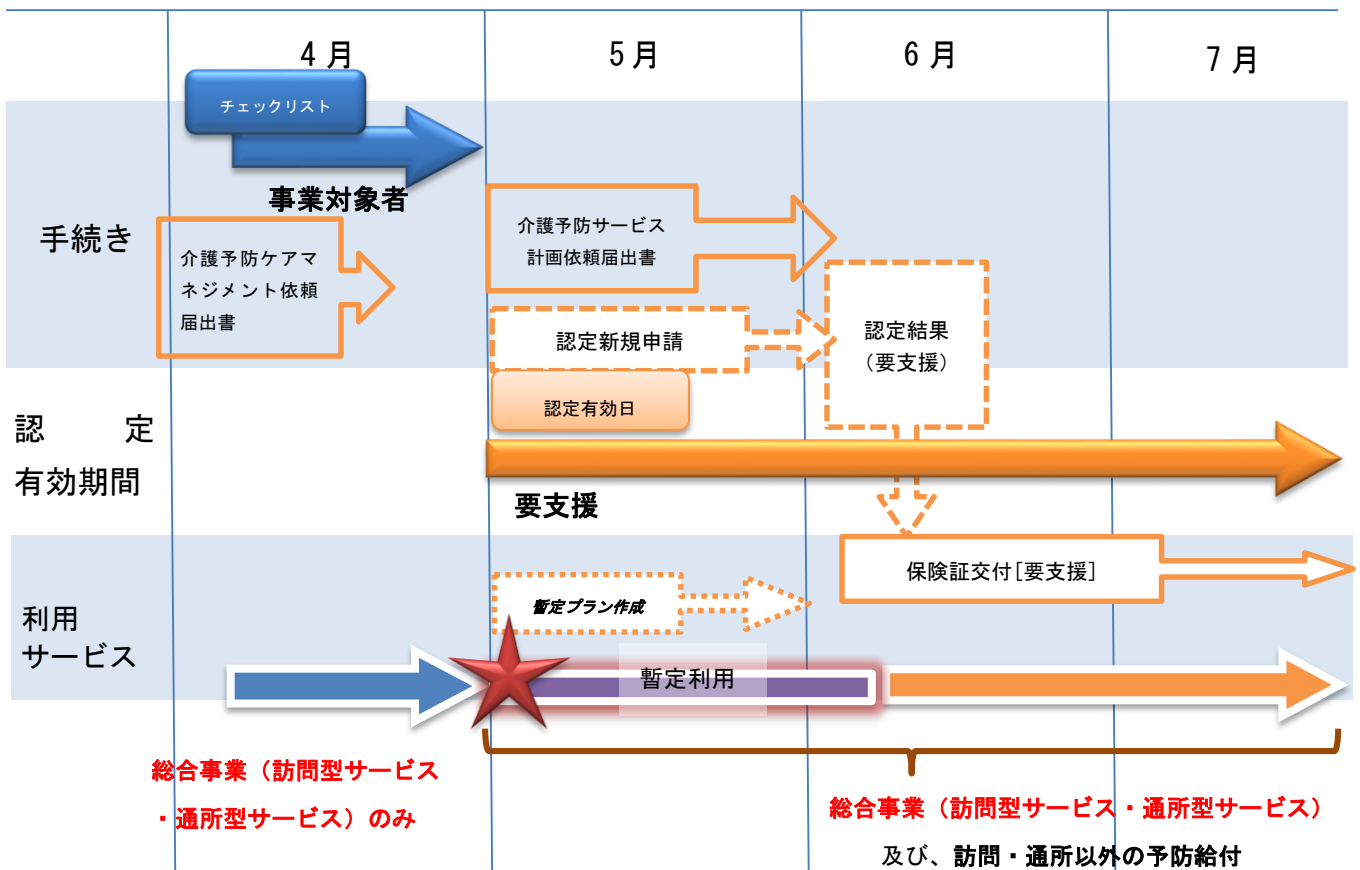 4月
5月
6月
7月
チェックリスト
事業対象者
手続き
介護予防ケアマ
ネジメント依頼
届出書
介護予防サービス
計画依頼届出書
認定新規申請
認定結果
(要支援)
認定有効日
認　　定
有効期間
要支援
保険証交付[要支援]
暫定プラン作成
利用
サービス
暫定利用
総合事業（訪問型サービス
・通所型サービス）のみ
総合事業（訪問型サービス・通所型サービス）
及び、訪問・通所以外の予防給付